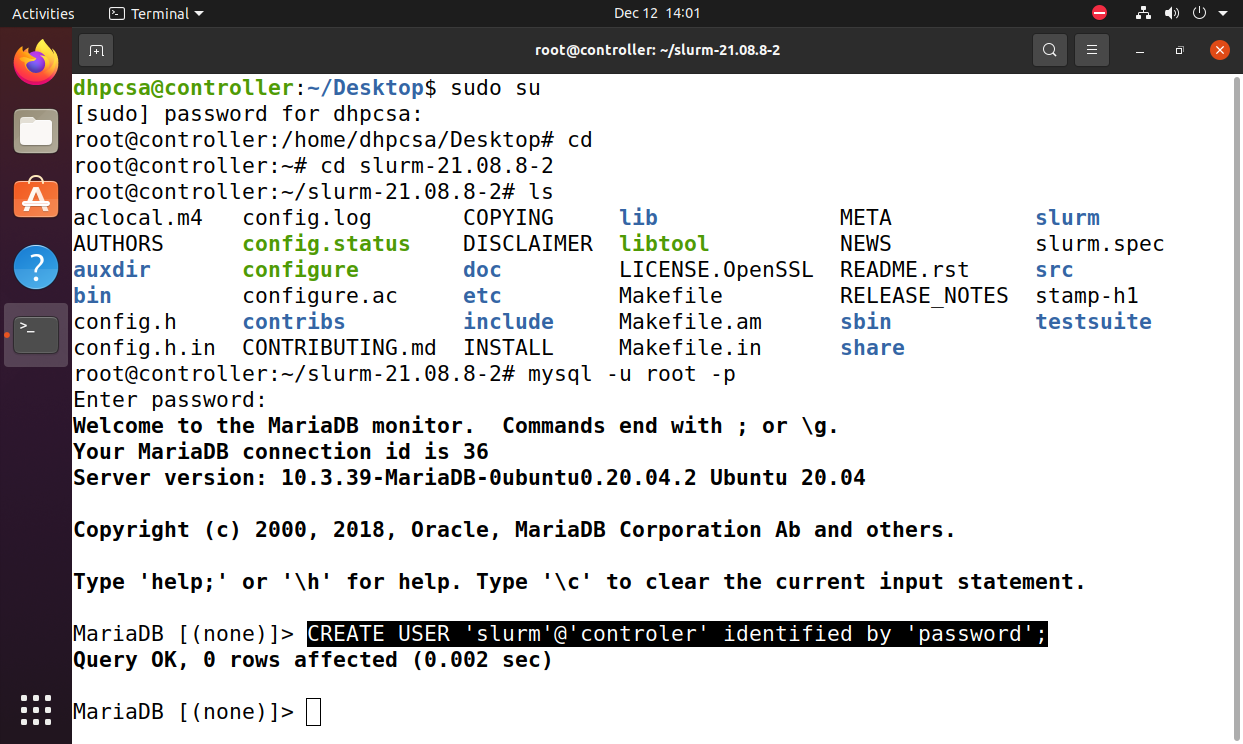 Activities Terminal Dec 12 14:01
root@controller: ~/slurm-21.08.8-2
dhpcsa@controller:~/Desktop$ sudo su
[sudo] password for dhpcsa:
root@controller:/home/dhpcsa/Desktop# cd
root@controller:~# cd slurm-21.08.8-2
root@controller:~/slurm-21.08.8-2# ls
aclocal.m4 config.log COPYING lib META slurm
AUTHORS config.status DISCLAIMER libtool NEWS slurm.spec
auxdir configure doc LICENSE.OpenSSL README.rst src
bin configure.ac etc Makefile RELEASE_NOTES stamp-h1
config.h contribs include Makefile.am sbin testsuite
config.h.in CONTRIBUTING.md INSTALL Makefile.in share
root@controller:~/slurm-21.08.8-2# mysql -u root -p
Enter password:
Welcome to the MariaDB monitor.  Commands end with ; or \g.
Your MariaDB connection id is 36
Server version: 10.3.39-MariaDB-0ubuntu0.20.04.2 Ubuntu 20.04
Copyright (c) 2000, 2018, Oracle, MariaDB Corporation Ab and others.
Type 'help;' or '\h' for help. Type '\c' to clear the current input statement.
MariaDB [(none)]> CREATE USER 'slurm'@'controler' identified by 'password';
Query OK, 0 rows affected (0.002 sec)
MariaDB [(none)]>